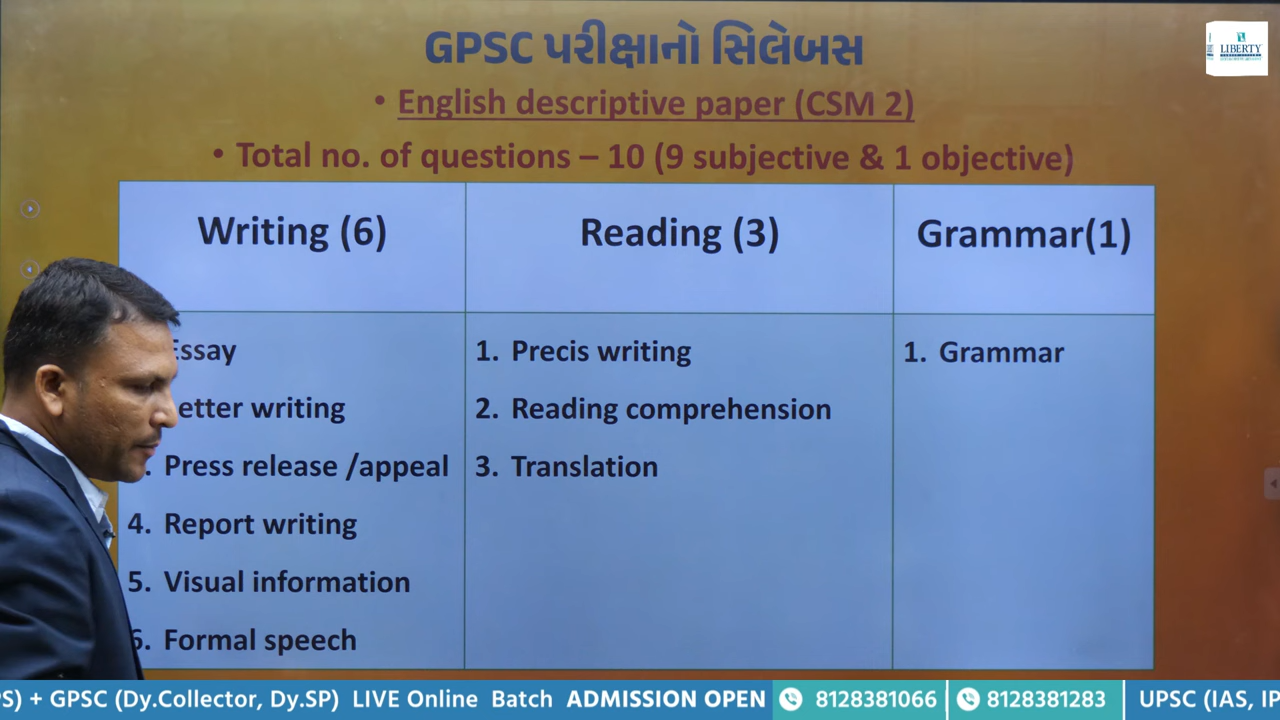 GPSC પરીક્ષાનો સિલેબસ
LIBERTY
• English descriptive paper (CSM 2)
• Total no. of questions – 10 (9 subjective & 1 objective)
Writing (6)
Reading (3)
Grammar(1)
Essay
etter writing
. Press release /appeal
4. Report writing
5. Visual information
6. Formal speech
1. Precis writing
2. Reading comprehension
3. Translation
1. Grammar
PS) + GPSC (Dy.Collector, Dy.SP) LIVE Online Batch ADMISSION OPEN 8128381066 8128381283 UPSC (IAS, IP